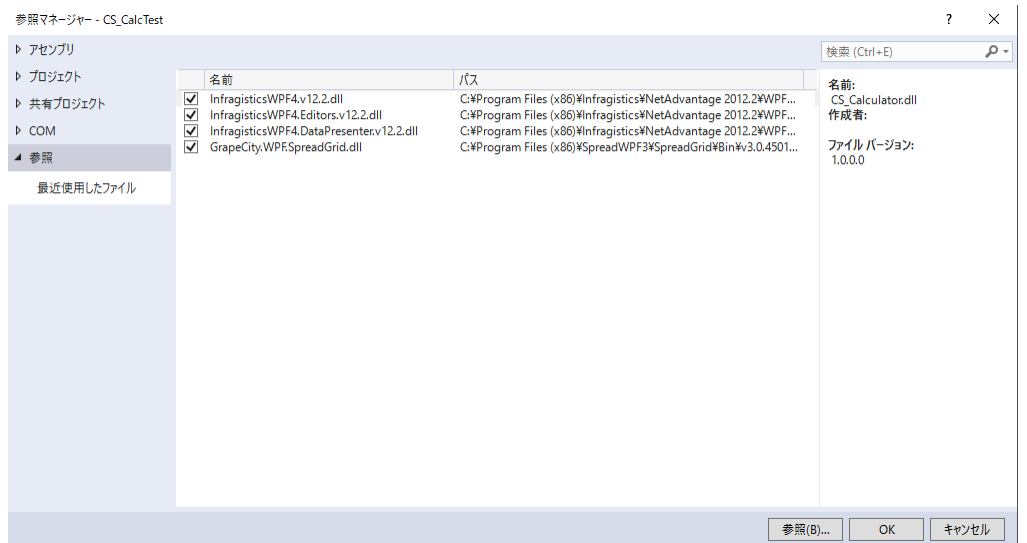 参照マネージャー - CS_CalcTest
? ×
アセンブリ
プロジェクト
共有プロジェクト
COM
参照
最近使用したファイル
名前 パス
InfragisticsWPF4.v12.2.dll C:¥Program Files (x86)¥Infragistics¥NetAdvantage 2012.2¥WPF...
InfragisticsWPF4.Editors.v12.2.dll C:¥Program Files (x86)¥Infragistics¥NetAdvantage 2012.2¥WPF...
InfragisticsWPF4.DataPresenter.v12.2.dll C:¥Program Files (x86)¥Infragistics¥NetAdvantage 2012.2¥WPF...
GrapeCity.WPF.SpreadGrid.dll C:¥Program Files (x86)¥SpreadWPF3¥SpreadGrid¥Bin¥v3.0.4501...
検索 (Ctrl+E)
名前:
CS_Calculator.dll
作成者:
ファイル バージョン:
1.0.0.0
参照(B)... OK キャンセル